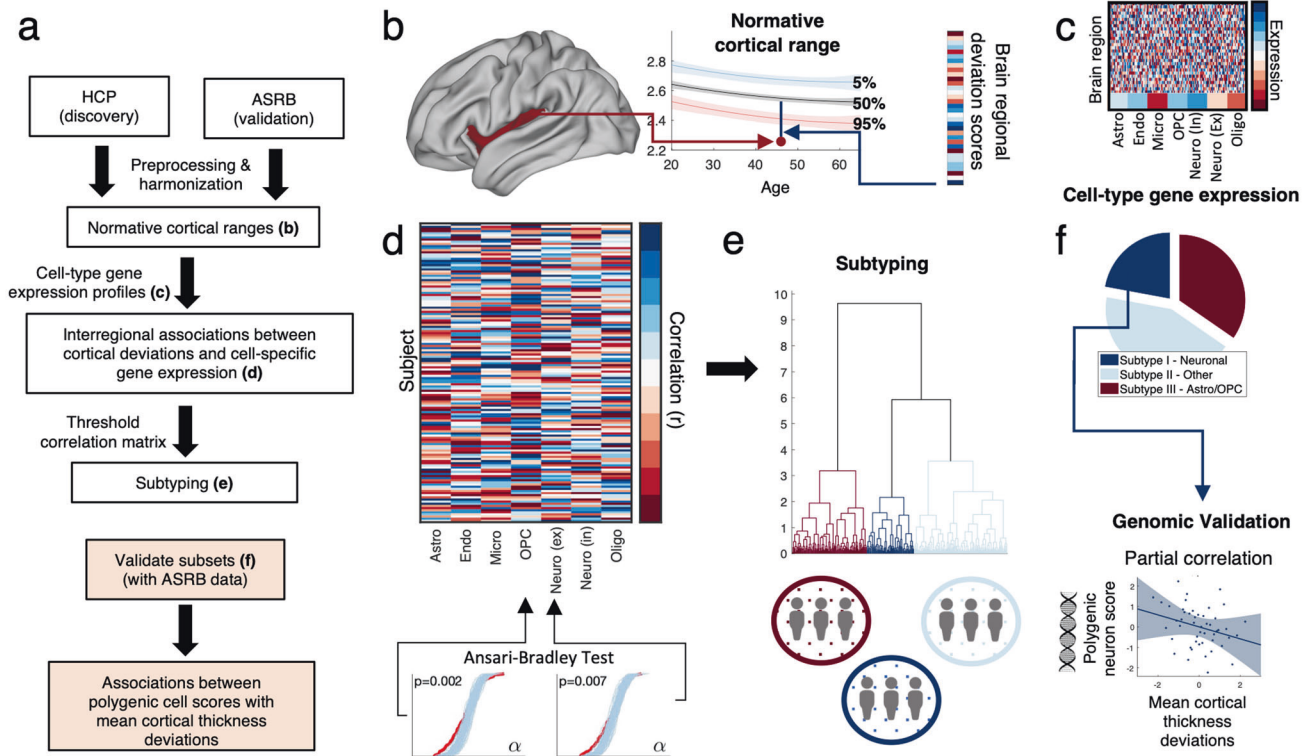 a
HCP
(discovery)
ASRB
(validation)
Preprocessing &
harmonization
Normative cortical ranges (b)
Cell-type gene
expression profiles (c)
Interregional associations between
cortical deviations and cell-specific
gene expression (d)
Threshold
correlation matrix
Subtyping (e)
Validate subsets (f)
(with ASRB data)
Associations between
polygenic cell scores with
mean cortical thickness
deviations
b
Normative
cortical range
2.8
2.6
2.4
2.2
5%
50%
95%
20
30
40
50
60
Age
Brain regional
deviation scores
c
Brain region
Expression
Astro
Endo
Micro
OPC
Neuro (In)
Neuro (Ex)
Oligo
Cell-type gene expression
d
Subject
Correlation (r)
Astro
Endo
Micro
OPC
Neuro (ex)
Neuro (in)
Oligo
Ansari-Bradley Test
p=0.002
α
p=0.007
α
e
Subtyping
10
9
8
7
6
5
4
3
2
1
0
f
Subtype I - Neuronal
Subtype II - Other
Subtype III - Astro/OPC
Genomic Validation
Partial correlation
Polygenic
neuron score
2
1
0
-1
-2
-2
0
2
Mean cortical
thickness
deviations